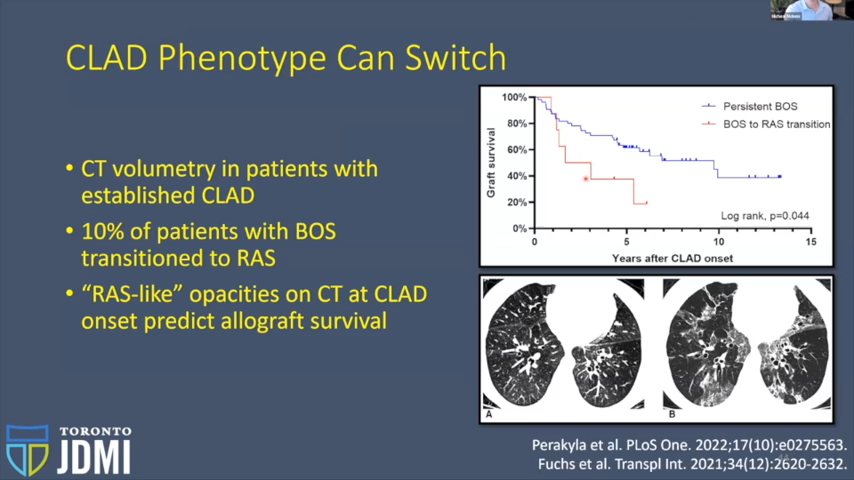 CLAD Phenotype Can Switch
• CT volumetry in patients with
established CLAD
• 10% of patients with BOS
transitioned to RAS
• “RAS-like” opacities on CT at CLAD
onset predict allograft survival
100%
80%
60%
40%
20%
0%
Graft survival
Persistent BOS
BOS to RAS transition
Log rank, p=0.044
0 5 10 15
Years after CLAD onset
A B
TORONTO
JDMI
Perakyla et al. PLoS One. 2022;17(10):e0275563.
Fuchs et al. Transpl Int. 2021;34(12):2620-2632.